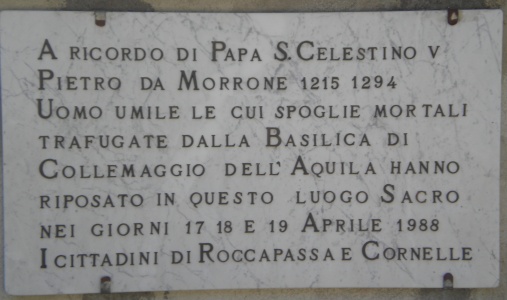 A RICORDO DI PAPA S. CELESTINO V
PIETRO DA MORRONE 1215 1294
UOMO UMILE LE CUI SPOGLIE MORTALI
TRAFUGATE DALLA BASILICA DI
COLLEMAGGIO DELL'AQUILA HANNO
RIPOSATO IN QUESTO LUOGO SACRO
NEI GIORNI 17 18 E 19 APRILE 1988
I CITTADINI DI ROCCAPASSA E CORNELLE